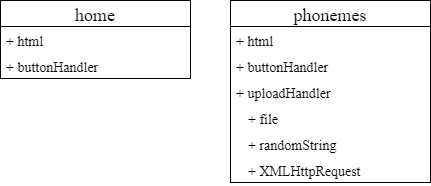 home
+ html
+ buttonHandler
phonemes
+ html
+ buttonHandler
+ uploadHandler
+ file
+ randomString
+ XMLHttpRequest